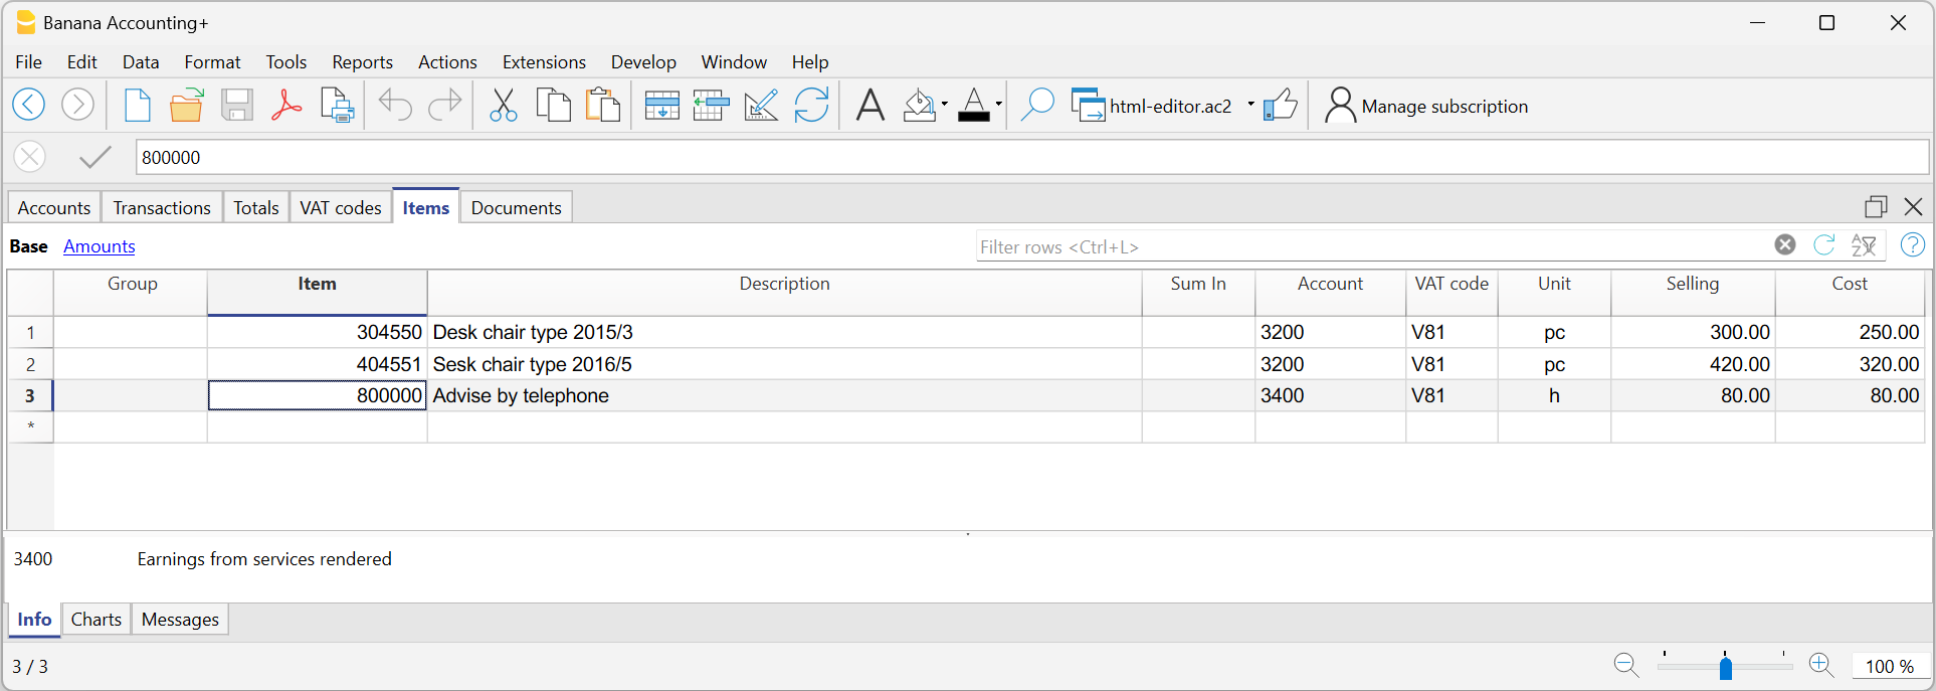 Banana Accounting+
File Edit Data Format Tools Reports Actions Extensions Develop Window Help
html-editor.ac2 Manage subscription
800000
Accounts Transactions Totals VAT codes Items Documents
Base Amounts Filter rows <Ctrl+L>
Group Item Description Sum In Account VAT code Unit Selling Cost
1 304550 Desk chair type 2015/3 3200 V81 pc 300.00 250.00
2 404551 Sesk chair type 2016/5 3200 V81 pc 420.00 320.00
3 800000 Advise by telephone 3400 V81 h 80.00 80.00
*
3400 Earnings from services rendered
Info Charts Messages
3 / 3 100 %